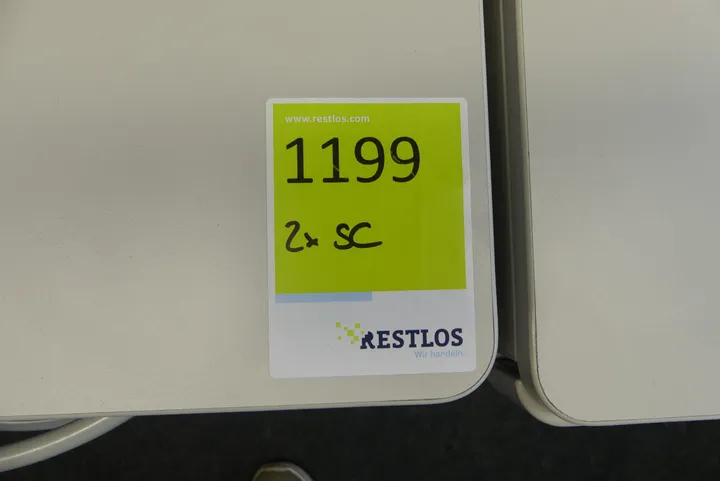 www.restlos.com
1199
2x SC
RESTLOS
Wir handeln.